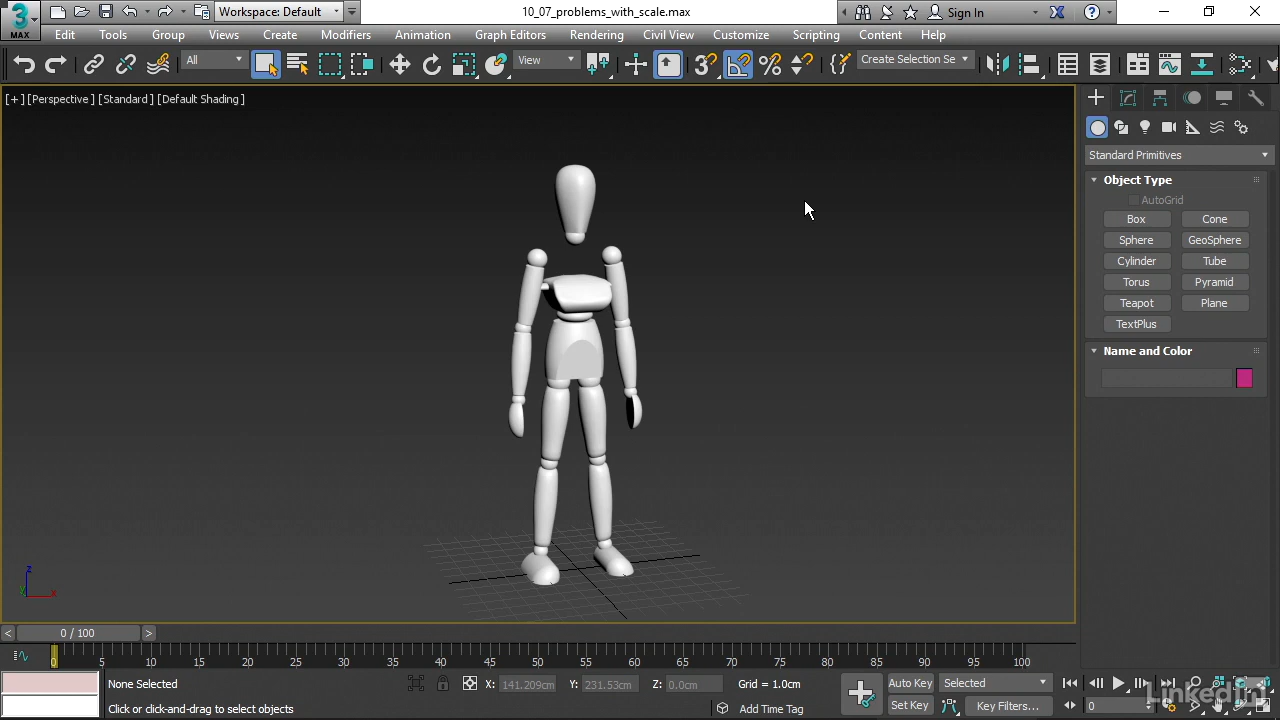 3
MAX
Workspace: Default
10_07_problems_with_scale.max
Sign In
Edit Tools Group Views Create Modifiers Animation Graph Editors Rendering Civil View Customize Scripting Content Help
All
View
3
Create Selection Se
[+] [Perspective] [Standard] [Default Shading]
Standard Primitives
Object Type
AutoGrid
Box Cone
Sphere GeoSphere
Cylinder Tube
Torus Pyramid
Teapot Plane
TextPlus
Name and Color
z
y x
< 0 / 100 >
0 5 10 15 20 25 30 35 40 45 50 55 60 65 70 75 80 85 90 95 100
None Selected X: 141.209cm Y: 231.53cm Z: 0.0cm Grid = 1.0cm Auto Key Selected
Click or click-and-drag to select objects Add Time Tag Set Key Key Filters... 0
LinkedIn